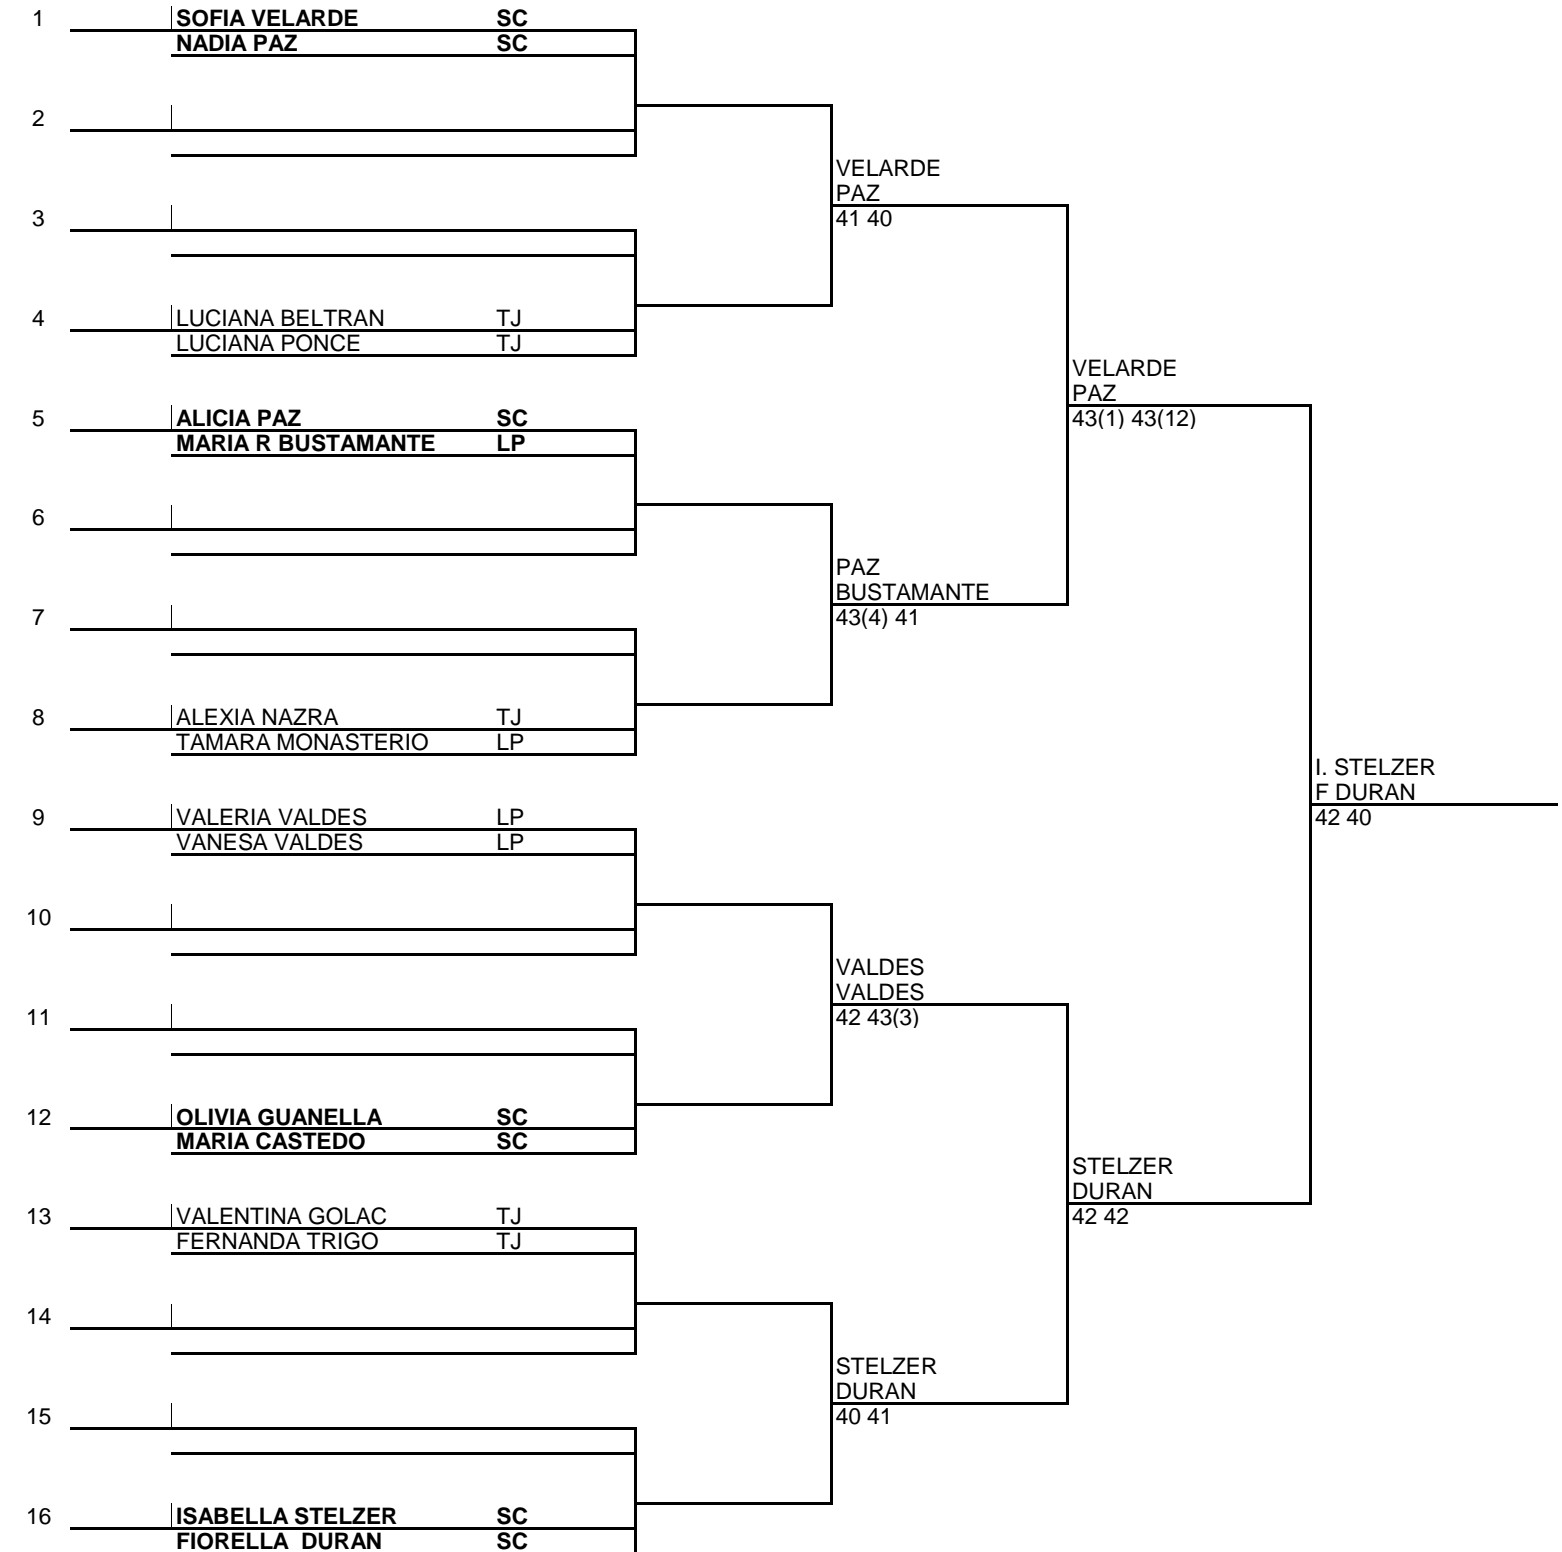 1 SOFIA VELARDE SC
NADIA PAZ SC
2
VELARDE
PAZ
3
41 40
4 LUCIANA BELTRAN TJ
LUCIANA PONCE TJ
VELARDE
PAZ
5 ALICIA PAZ SC
43(1) 43(12)
MARIA R BUSTAMANTE LP
6
PAZ
BUSTAMANTE
7
43(4) 41
8 ALEXIA NAZRA TJ
TAMARA MONASTERIO LP
I. STELZER
F DURAN
9 VALERIA VALDES LP
42 40
VANESA VALDES LP
10
VALDES
VALDES
11
42 43(3)
12 OLIVIA GUANELLA SC
MARIA CASTEDO SC
STELZER
DURAN
13 VALENTINA GOLAC TJ
42 42
FERNANDA TRIGO TJ
14
STELZER
DURAN
15
40 41
16 ISABELLA STELZER SC
FIORELLA  DURAN SC